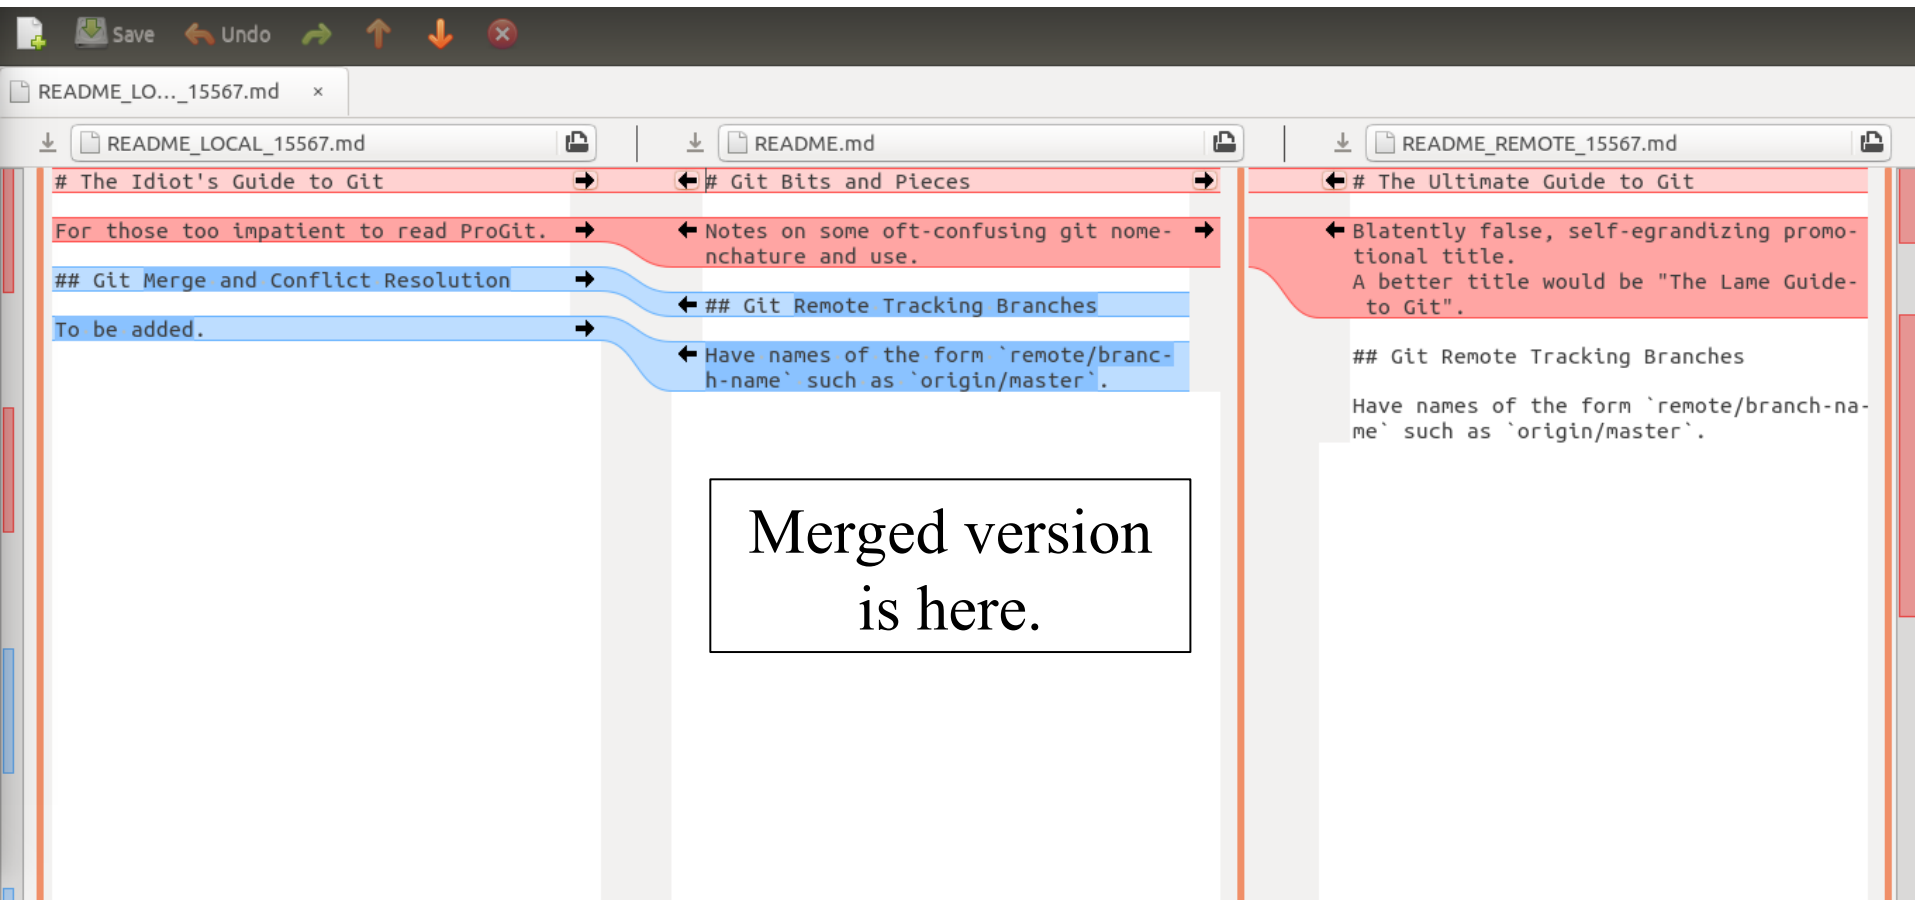 Save Undo
README_LO..._15567.md ×
README_LOCAL_15567.md
README.md
README_REMOTE_15567.md
# The Idiot's Guide to Git
For those too impatient to read ProGit.
## Git Merge and Conflict Resolution
To be added.
# Git Bits and Pieces
Notes on some oft-confusing git nome-
nchature and use.
## Git Remote Tracking Branches
Have names of the form `remote/branc-
h-name` such as `origin/master`.
Merged version
is here.
# The Ultimate Guide to Git
Blatently false, self-egrandizing promo-
tional title.
A better title would be "The Lame Guide-
to Git".
## Git Remote Tracking Branches
Have names of the form `remote/branch-na-
me` such as `origin/master`.